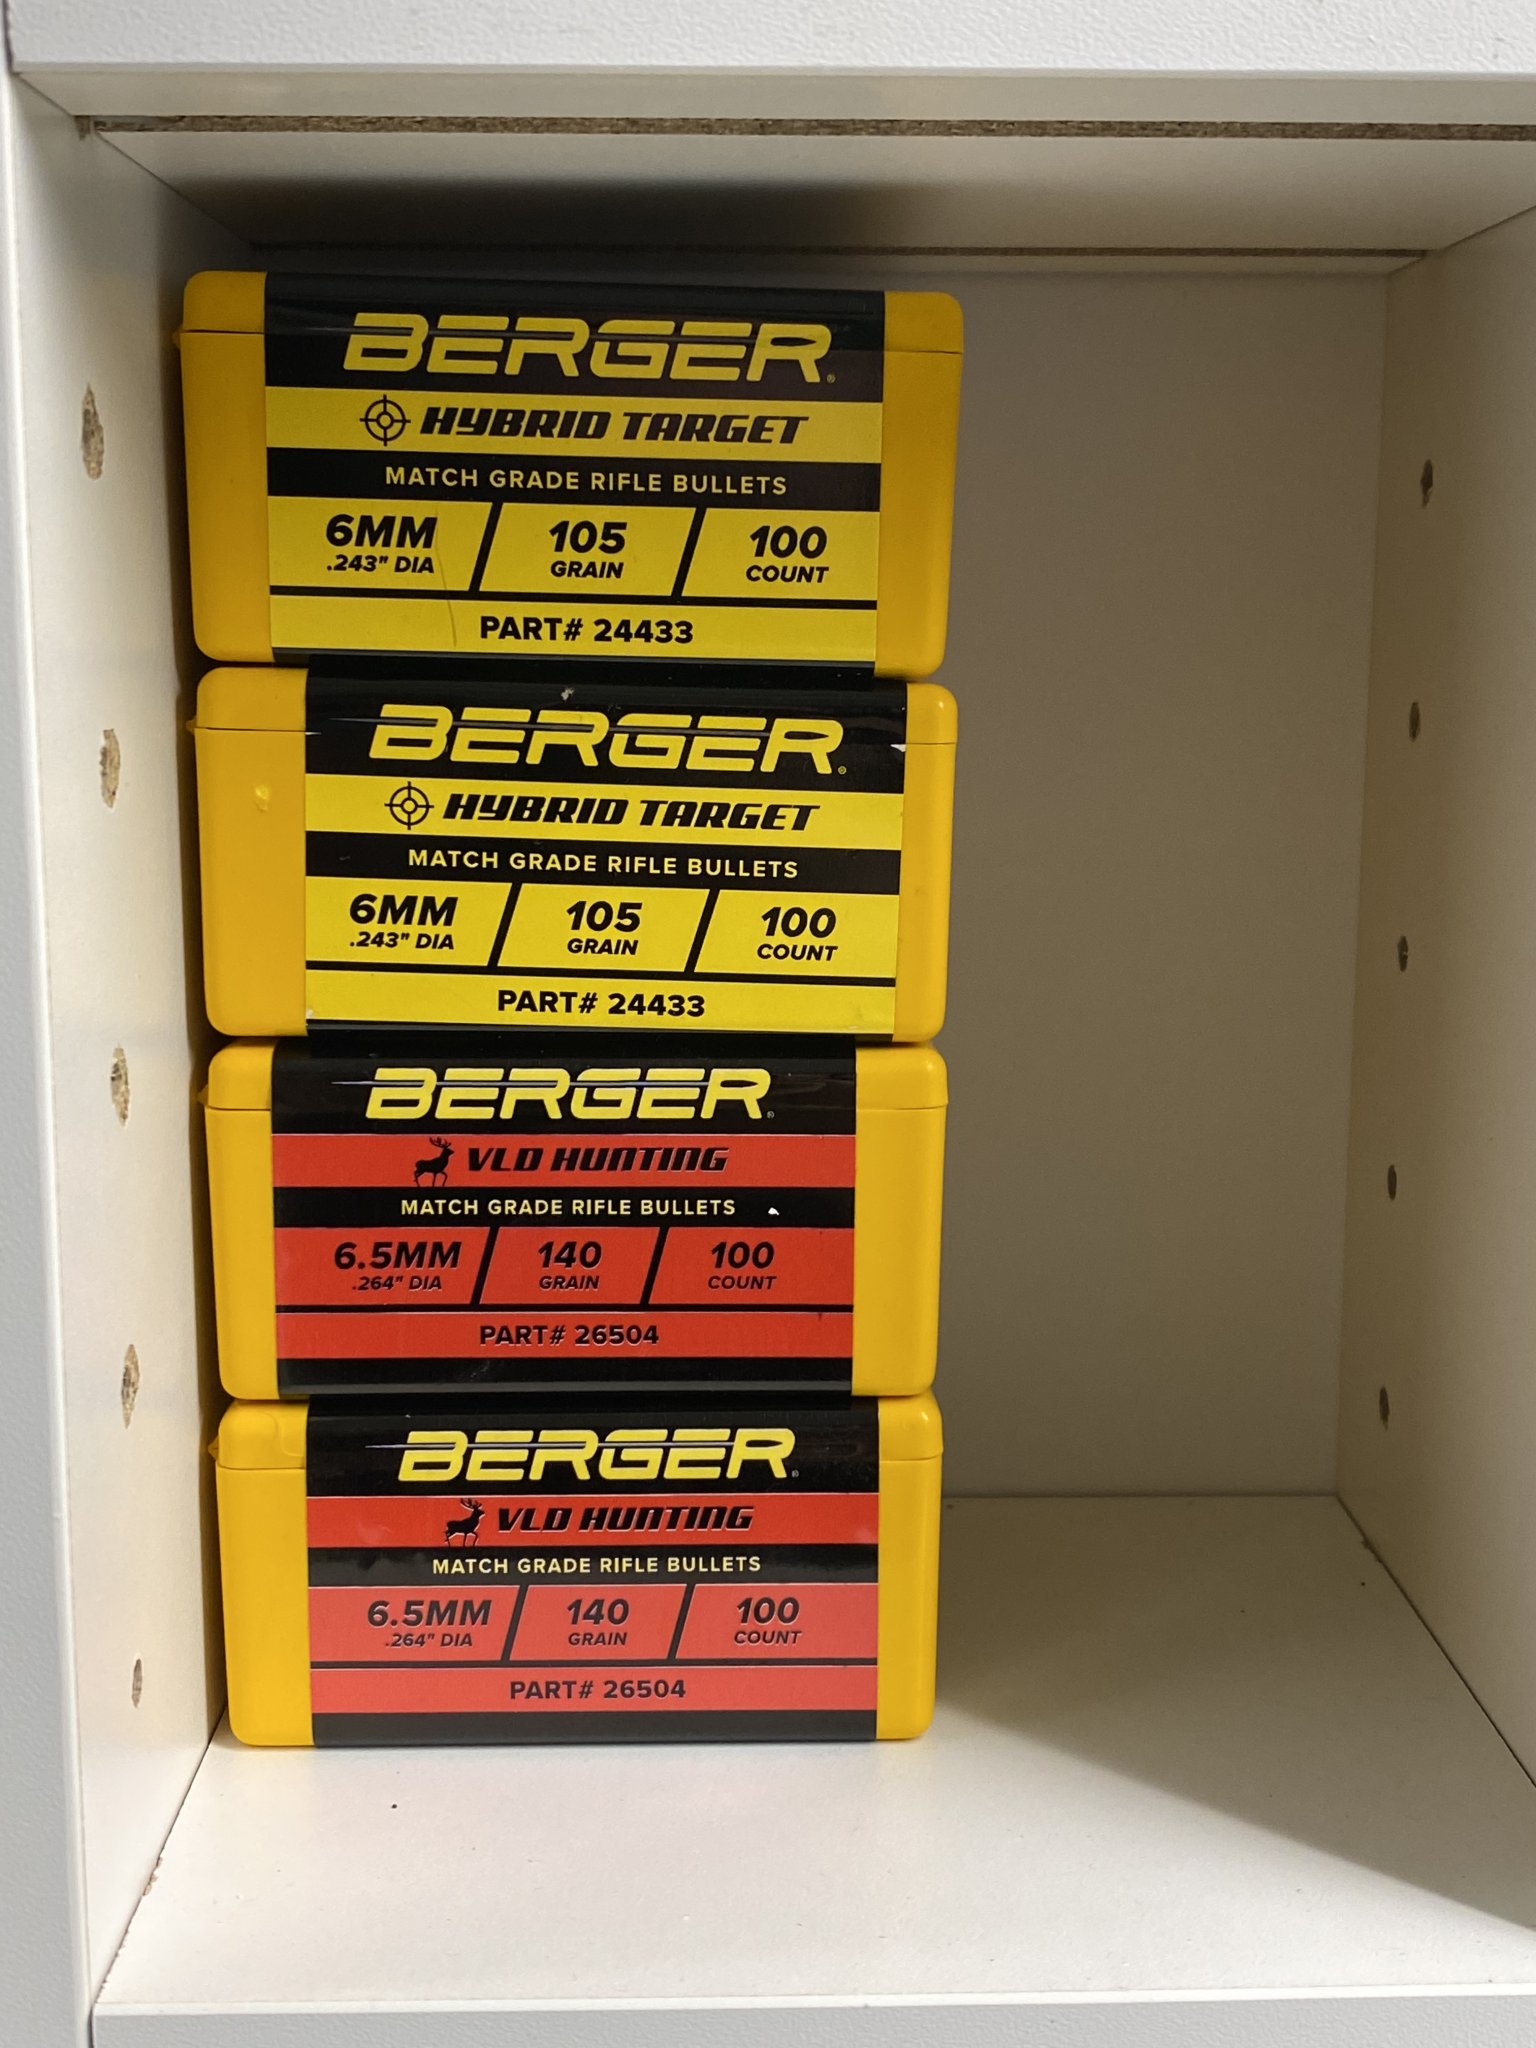 BERGER®
HYBRID TARGET
MATCH GRADE RIFLE BULLETS
6MM 105 100
.243" DIA GRAIN COUNT
PART# 24433
BERGER®
HYBRID TARGET
MATCH GRADE RIFLE BULLETS
6MM 105 100
.243" DIA GRAIN COUNT
PART# 24433
BERGER®
VLD HUNTING
MATCH GRADE RIFLE BULLETS
6.5MM 140 100
.264" DIA GRAIN COUNT
PART# 26504
BERGER®
VLD HUNTING
MATCH GRADE RIFLE BULLETS
6.5MM 140 100
.264" DIA GRAIN COUNT
PART# 26504